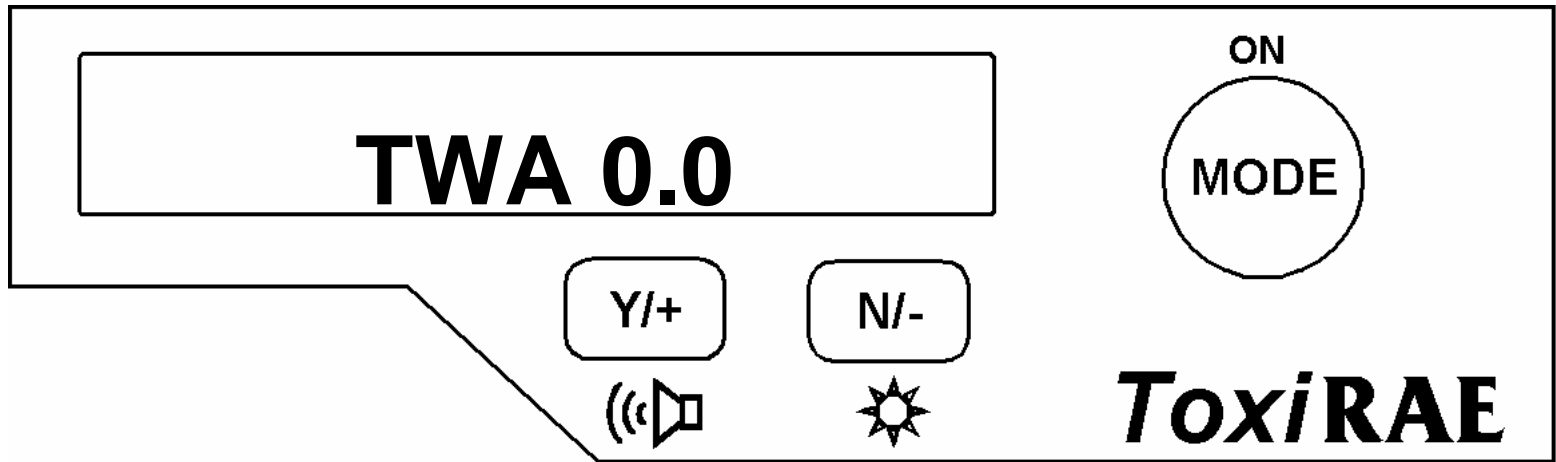 ON
TWA 0.0
MODE
Y/+
N/-
ToxiRAE